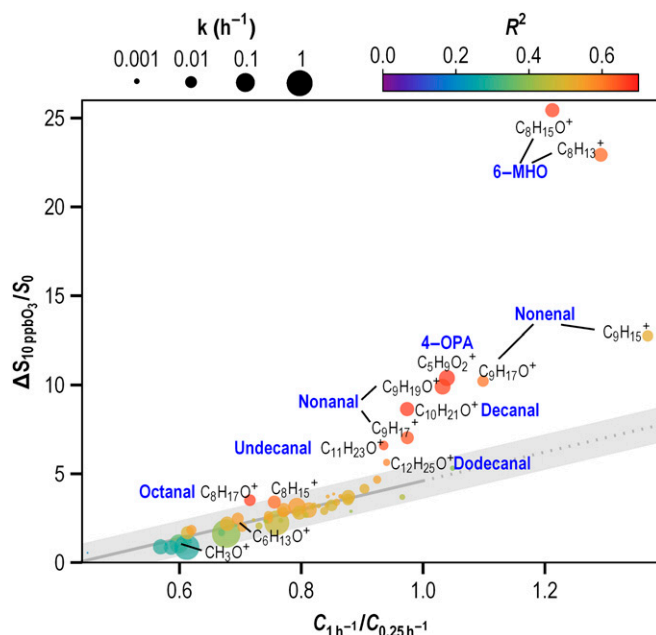 k (h⁻¹)
R²
0.001 0.01 0.1 1
0.0 0.2 0.4 0.6
25
20
15
10
5
0
ΔS10 ppbO₃/S₀
C₈H₁₅O⁺
C₈H₁₃⁺
6–MHO
Nonenal
C₉H₁₅⁺
4–OPA
C₅H₉O₂⁺
C₉H₁₇O⁺
C₉H₁₉O⁺
Nonanal
C₁₀H₂₁O⁺
Decanal
C₉H₁₇⁺
Undecanal
C₁₁H₂₃O⁺
C₁₂H₂₅O⁺
Dodecanal
Octanal
C₈H₁₇O⁺
C₈H₁₅⁺
C₆H₁₃O⁺
CH₃O⁺
0.6 0.8 1.0 1.2
C1 h⁻¹/C0.25 h⁻¹